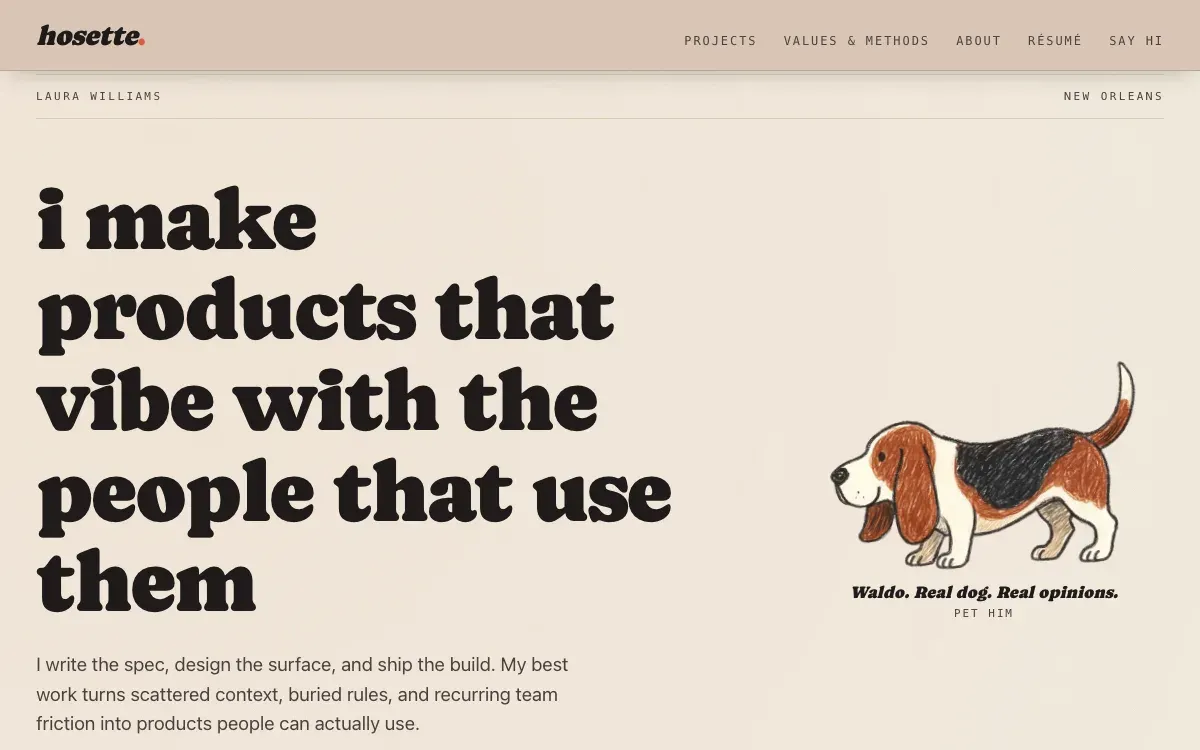 hosette.
PROJECTS VALUES & METHODS ABOUT RÉSUMÉ SAY HI
LAURA WILLIAMS
NEW ORLEANS
i make
products that
vibe with the
people that use
them
Waldo. Real dog. Real opinions.
PET HIM
I write the spec, design the surface, and ship the build. My best
work turns scattered context, buried rules, and recurring team
friction into products people can actually use.